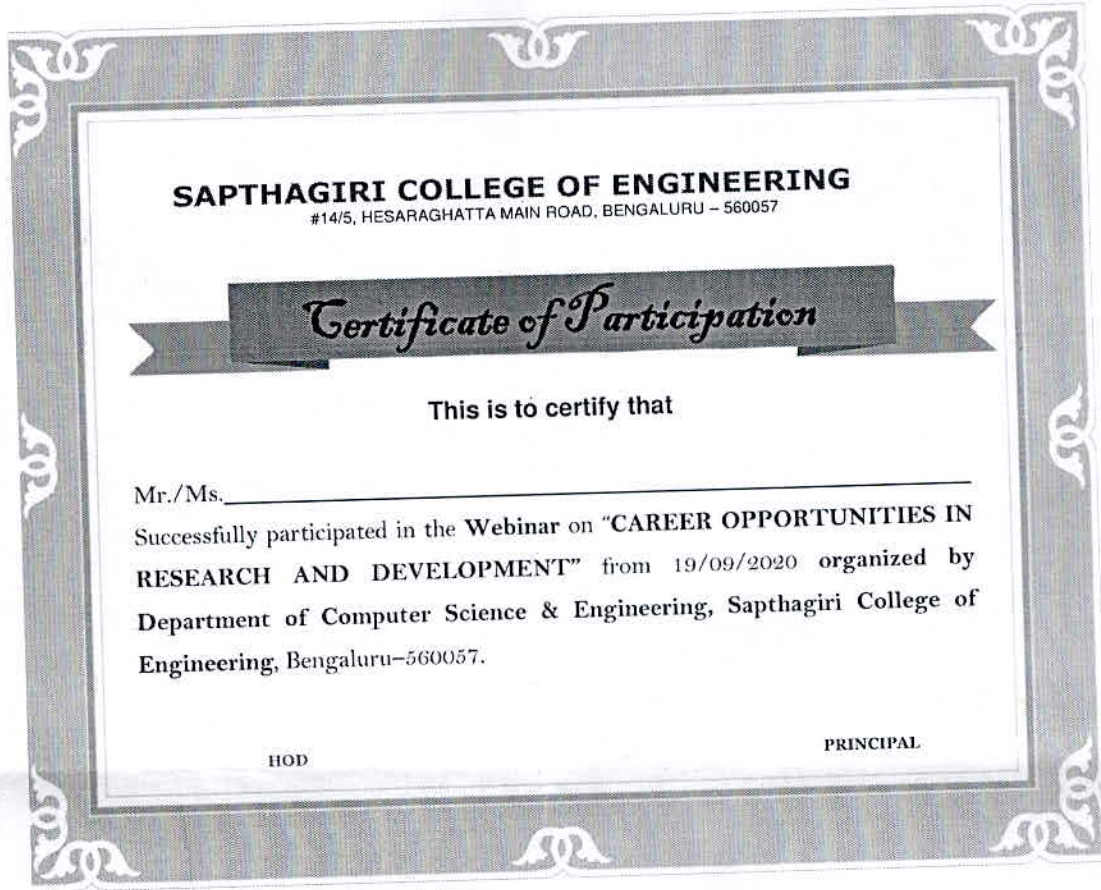 SAPTHAGIRI COLLEGE OF ENGINEERING
#14/5, HESARAGHATTA MAIN ROAD, BENGALURU – 560057
Certificate of Participation
This is to certify that
Mr./Ms.
Successfully participated in the Webinar on "CAREER OPPORTUNITIES IN
RESEARCH AND DEVELOPMENT" from 19/09/2020 organized by
Department of Computer Science & Engineering, Sapthagiri College of
Engineering, Bengaluru–560057.
HOD
PRINCIPAL